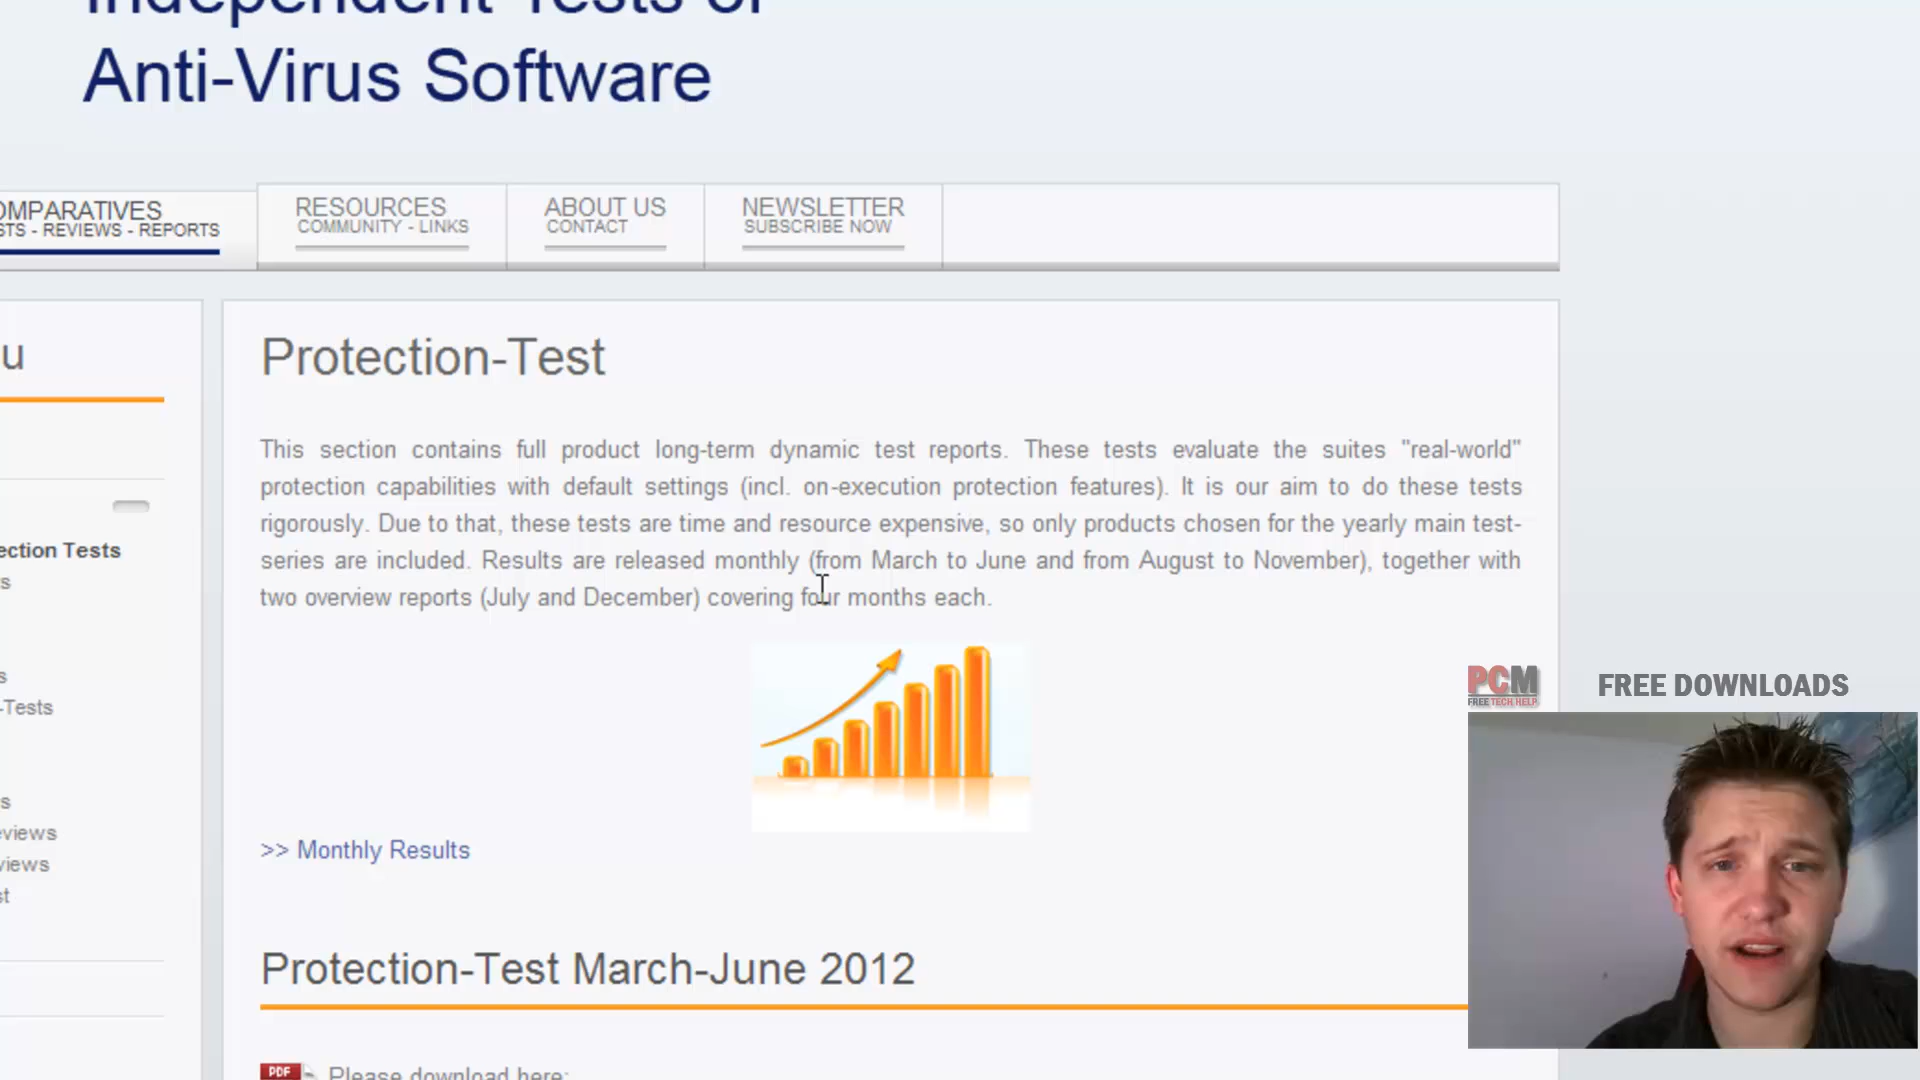 Independent Tests of
Anti-Virus Software
OMPARATIVES
STS - REVIEWS - REPORTS
RESOURCES
COMMUNITY - LINKS
ABOUT US
CONTACT
NEWSLETTER
SUBSCRIBE NOW
u
ection Tests
s
s
-Tests
s
eviews
views
st
Protection-Test
This section contains full product long-term dynamic test reports. These tests evaluate the suites "real-world"
protection capabilities with default settings (incl. on-execution protection features). It is our aim to do these tests
rigorously. Due to that, these tests are time and resource expensive, so only products chosen for the yearly main test-
series are included. Results are released monthly (from March to June and from August to November), together with
two overview reports (July and December) covering four months each.
>> Monthly Results
Protection-Test March-June 2012
PDF
Please download here:
PCM
FREE TECH HELP
FREE DOWNLOADS